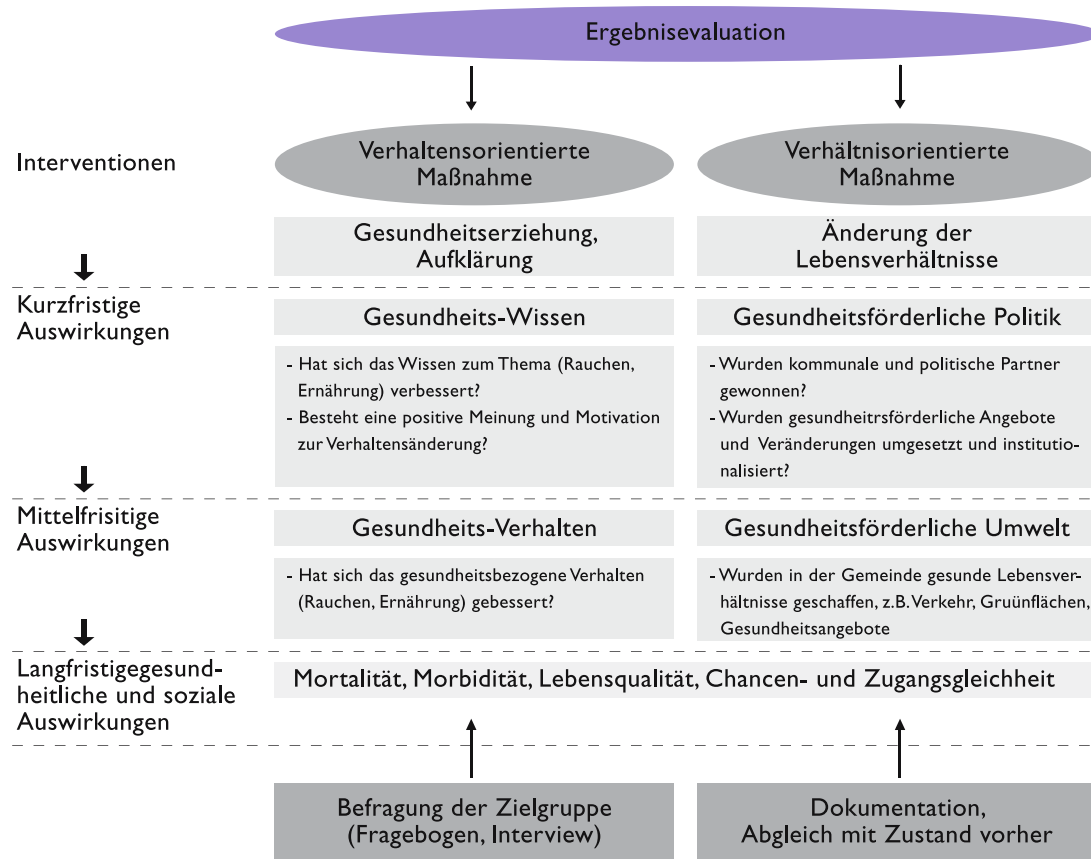 Ergebnisevaluation
Interventionen
Verhaltensorientierte
Maßnahme
Verhältnisorientierte
Maßnahme
Gesundheitserziehung,
Aufklärung
Änderung der
Lebensverhältnisse
Kurzfristige
Auswirkungen
Gesundheits-Wissen
Gesundheitsförderliche Politik
- Hat sich das Wissen zum Thema (Rauchen,
Ernährung) verbessert?
- Besteht eine positive Meinung und Motivation
zur Verhaltensänderung?
- Wurden kommunale und politische Partner
gewonnen?
- Wurden gesundheitrsförderliche Angebote
und Veränderungen umgesetzt und institutio-
nalisiert?
Mittelfrisitige
Auswirkungen
Gesundheits-Verhalten
Gesundheitsförderliche Umwelt
- Hat sich das gesundheitsbezogene Verhalten
(Rauchen, Ernährung) gebessert?
- Wurden in der Gemeinde gesunde Lebensver-
hältnisse geschaffen, z.B. Verkehr, Gruünflächen,
Gesundheitsangebote
Langfristigegesund-
heitliche und soziale
Auswirkungen
Mortalität, Morbidität, Lebensqualität, Chancen- und Zugangsgleichheit
Befragung der Zielgruppe
(Fragebogen, Interview)
Dokumentation,
Abgleich mit Zustand vorher